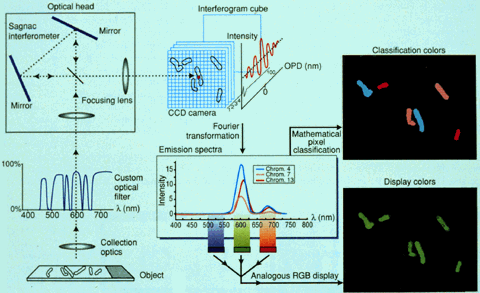 Optical head
Sagnac
interferometer
Mirror
Mirror
Focusing lens
Interferogram cube
Intensity
OPD (nm)
100
0
CCD camera
Fourier
transformation
Mathematical
pixel
classification
Classification colors
Emission spectra
Intensity
15
10
5
0
Chrom. 4
Chrom. 7
Chrom. 13
400 450 500 550 600 650 700
λ (nm)
100%
0%
400
500
600
700
λ (nm)
Custom
optical
filter
Collection
optics
Object
Analogous RGB display
Display colors